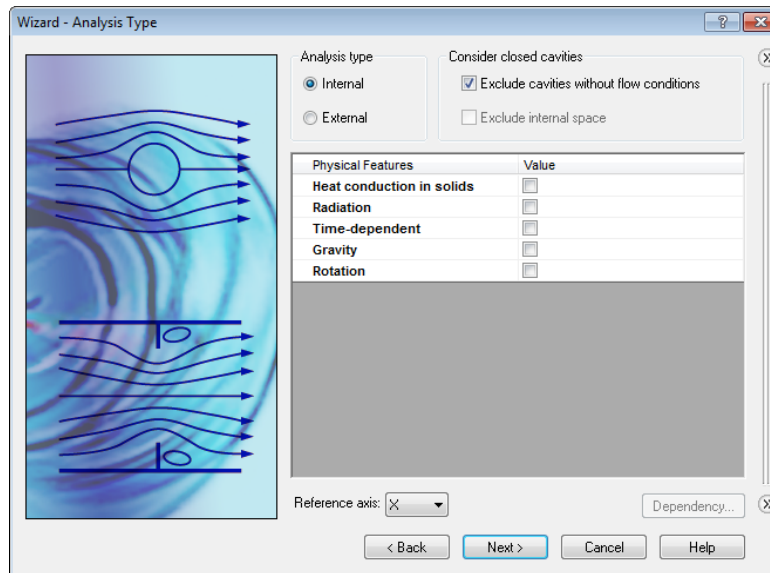 Wizard - Analysis Type
Analysis type
Internal
External
Consider closed cavities
Exclude cavities without flow conditions
Exclude internal space
Physical Features Value
Heat conduction in solids
Radiation
Time-dependent
Gravity
Rotation
Reference axis: X
Dependency...
< Back Next > Cancel Help